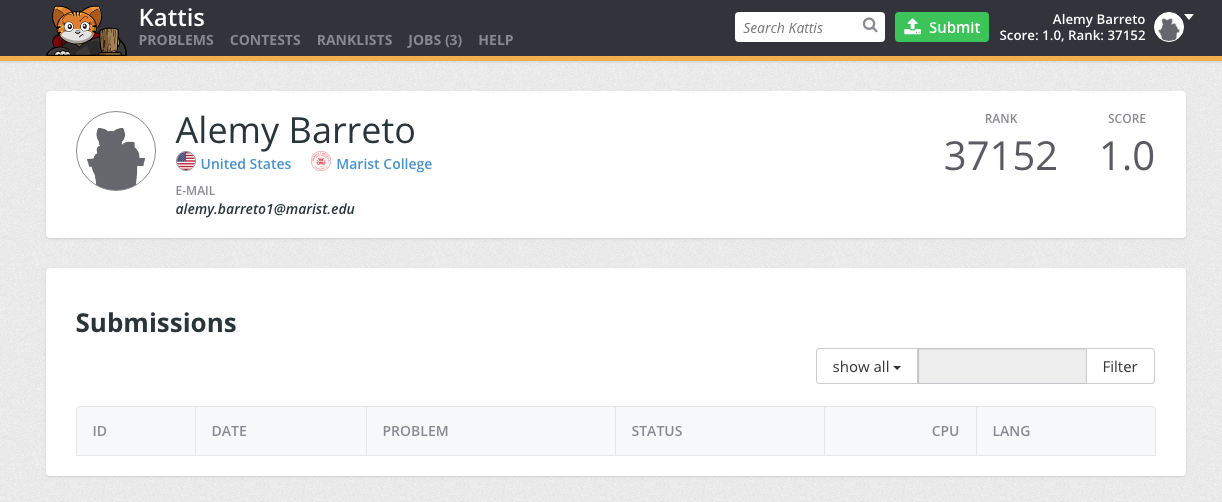 Kattis
PROBLEMS CONTESTS RANKLISTS JOBS (3) HELP
Search Kattis
Submit
Alemy Barreto
Score: 1.0, Rank: 37152
Alemy Barreto
United States Marist College
E-MAIL
alemy.barreto1@marist.edu
RANK SCORE
37152 1.0
Submissions
show all Filter
ID DATE PROBLEM STATUS CPU LANG